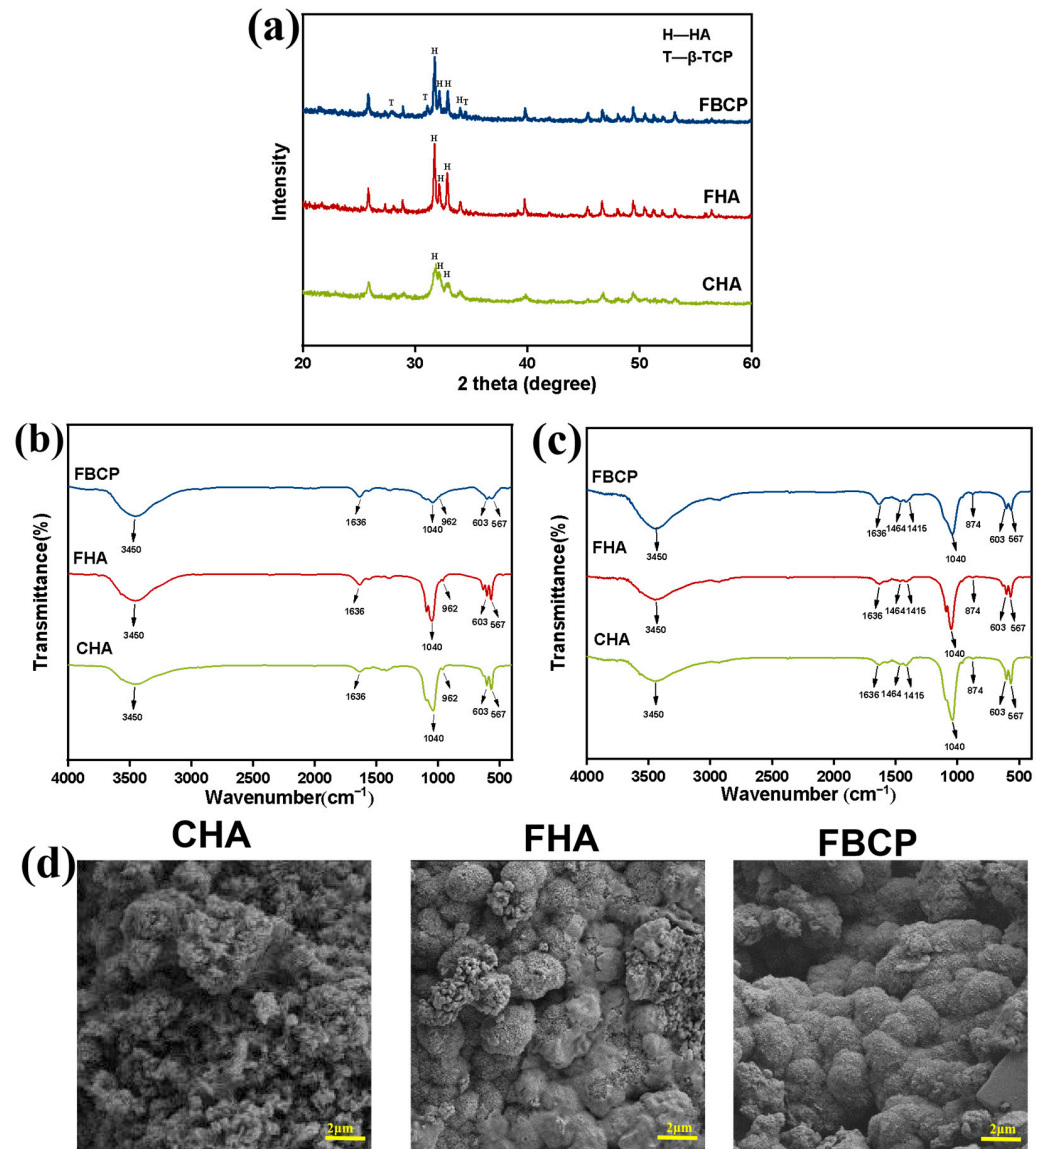 (a)
H—HA
T—β-TCP
H
T T H H H T
FBCP
H
H H
FHA
H
H H
CHA
Intensity
20 30 40 50 60
2 theta (degree)
(b)
FBCP
3450 1636 1040 962 603 567
FHA
3450 1636 1040 962 603 567
CHA
3450 1636 1040 962 603 567
Transmittance(%)
4000 3500 3000 2500 2000 1500 1000 500
Wavenumber(cm⁻¹)
(c)
FBCP
3450 1636 1464 1415 1040 874 603 567
FHA
3450 1636 1464 1415 1040 874 603 567
CHA
3450 1636 1464 1415 1040 874 603 567
Transmittance(%)
4000 3500 3000 2500 2000 1500 1000 500
Wavenumber (cm⁻¹)
(d)
CHA FHA FBCP
2μm 2μm 2μm